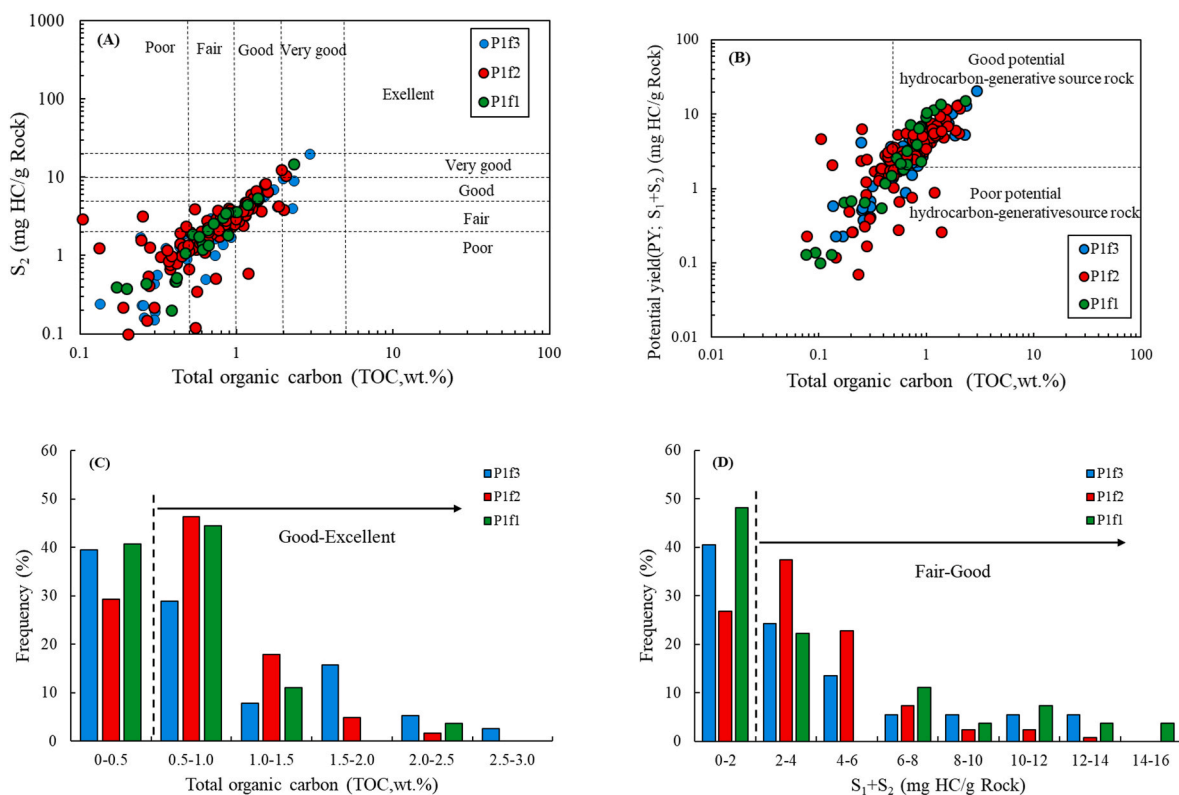 (A)
1000
100
10
1
0.1
S₂ (mg HC/g Rock)
Poor
Fair
Good
Very good
Exellent
P1f3
P1f2
P1f1
Very good
Good
Fair
Poor
0.1
1
10
100
Total organic carbon (TOC,wt.%)
(B)
100
10
1
0.1
0.01
Potential yield(PY; S₁+S₂) (mg HC/g Rock)
Good potential
hydrocarbon-generative source rock
Poor potential
hydrocarbon-generativesource rock
P1f3
P1f2
P1f1
0.01
0.1
1
10
100
Total organic carbon (TOC,wt.%)
(C)
60
50
40
30
20
10
0
Frequency (%)
P1f3
P1f2
P1f1
Good-Excellent
0-0.5
0.5-1.0
1.0-1.5
1.5-2.0
2.0-2.5
2.5-3.0
Total organic carbon (TOC,wt.%)
(D)
60
50
40
30
20
10
0
Frequency (%)
P1f3
P1f2
P1f1
Fair-Good
0-2
2-4
4-6
6-8
8-10
10-12
12-14
14-16
S₁+S₂ (mg HC/g Rock)